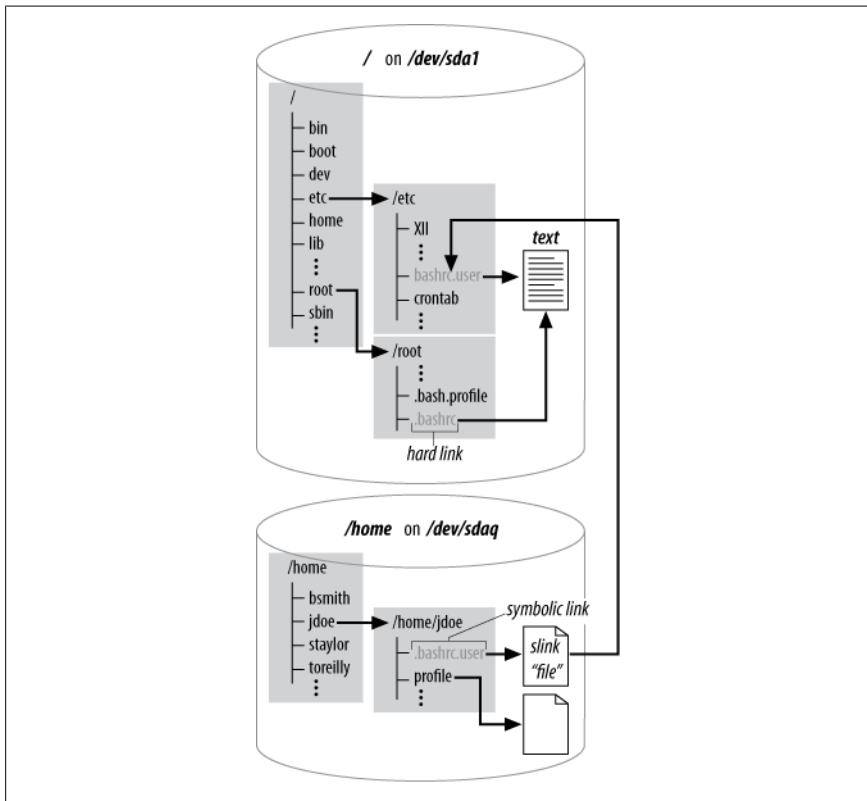 / on /dev/sda1
/
bin
boot
dev
etc
home
lib
root
sbin
/etc
XII
bashrc.user
crontab
text
/root
.bash.profile
.bashrc
hard link
/home on /dev/sdaq
/home
bsmith
jdoe
staylor
toreilly
/home/jdoe
.bashrc.user
profile
symbolic link
slink
“file”